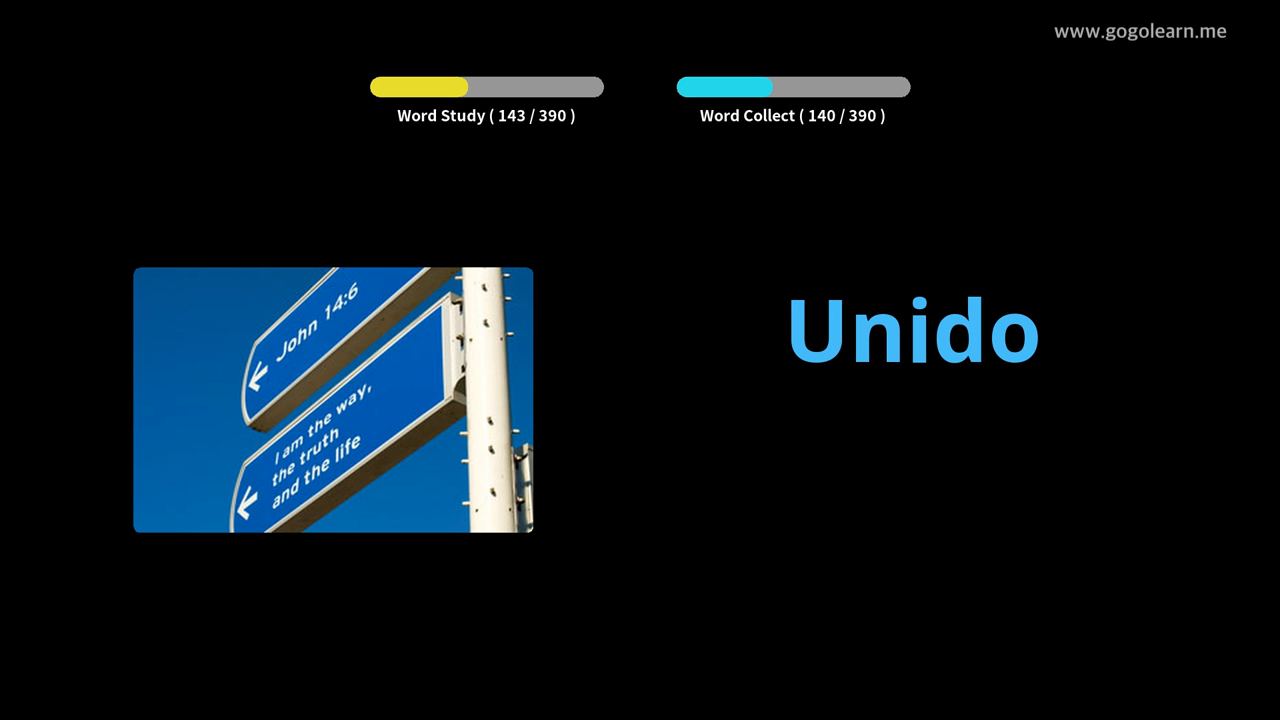 www.gogolearn.me
Word Study ( 143 / 390 )
Word Collect ( 140 / 390 )
John 14:6
I am the way,
the truth
and the life
Unido